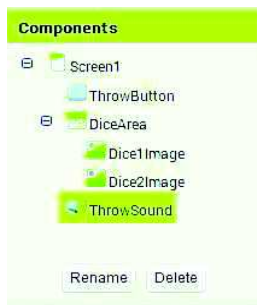 Components
Screen1
ThrowButton
DiceArea
Dice1Image
Dice2Image
ThrowSound
Rename Delete